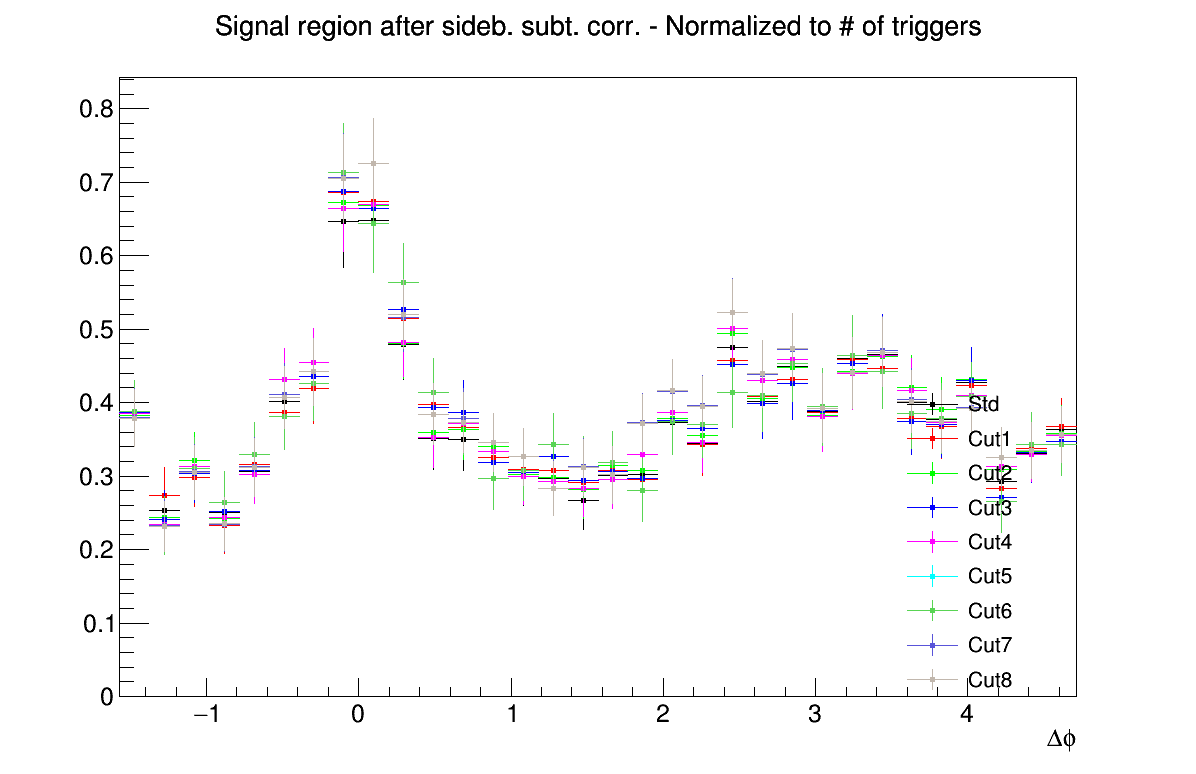 Signal region after sideb. subt. corr. - Normalized to # of triggers
0.8
0.7
0.6
0.5
0.4
0.3
0.2
0.1
0
−1
0
1
2
3
4
Δϕ
Std
Cut1
Cut2
Cut3
Cut4
Cut5
Cut6
Cut7
Cut8